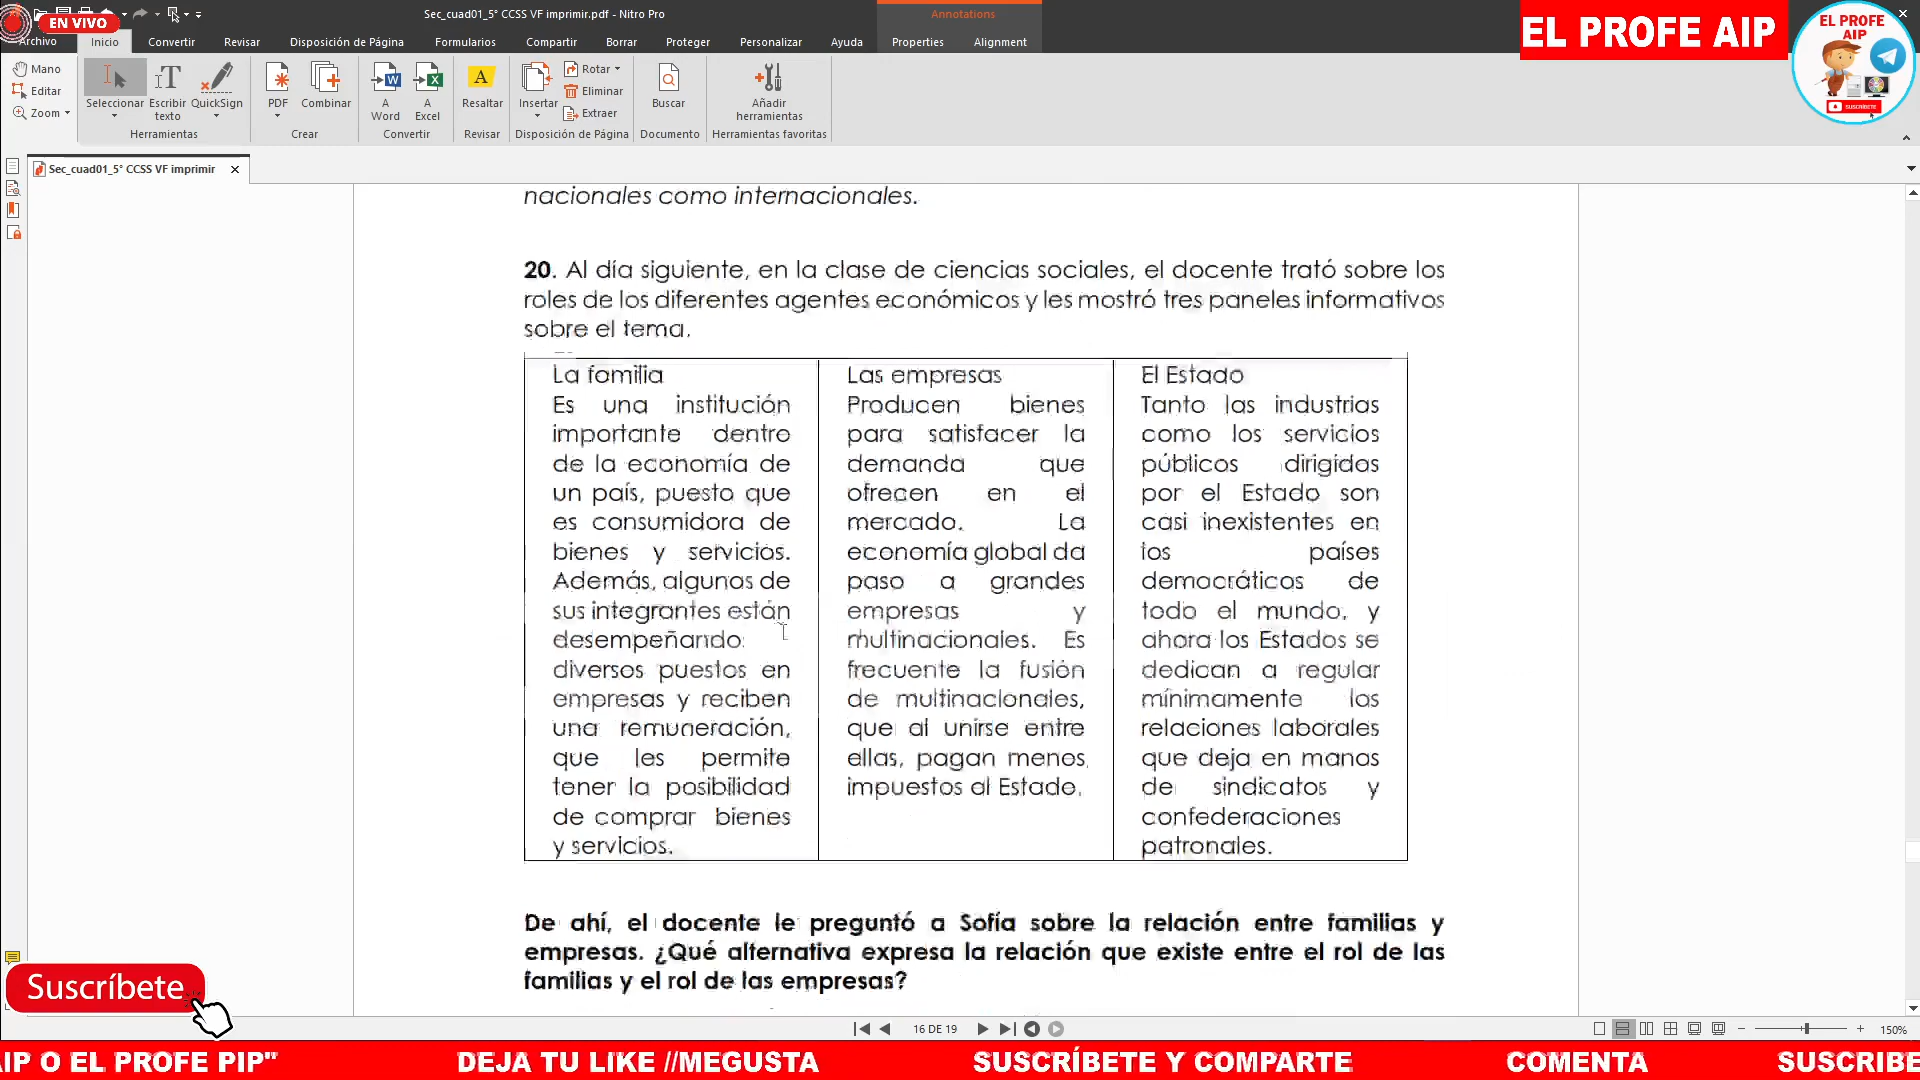 EN VIVO
Sec_cuad01_5° CCSS VF imprimir.pdf - Nitro Pro
Annotations
EL PROFE AIP
EL PROFE
AIP
SUSCRIBETE
Archivo
Inicio
Convertir
Revisar
Disposición de Página
Formularios
Compartir
Borrar
Proteger
Personalizar
Ayuda
Properties
Alignment
Mano
Editar
Zoom
Seleccionar
Escribir
texto
QuickSign
Herramientas
PDF
Combinar
Crear
A
Word
A
Excel
Convertir
Resaltar
Revisar
Insertar
Rotar
Eliminar
Extraer
Disposición de Página
Buscar
Documento
Añadir
herramientas
Herramientas favoritas
Sec_cuad01_5° CCSS VF imprimir
nacionales como internacionales.
20. Al día siguiente, en la clase de ciencias sociales, el docente trató sobre los
roles de los diferentes agentes económicos y les mostró tres paneles informativos
sobre el tema.
La familia
Es una institución
importante dentro
de la economía de
un país, puesto que
es consumidora de
bienes y servicios.
Además, algunos de
sus integrantes están
desempeñando
diversos puestos en
empresas y reciben
una remuneración,
que les permite
tener la posibilidad
de comprar bienes
y servicios.
Las empresas
Producen bienes
para satisfacer la
demanda que
ofrecen en el
mercado. La
economía global da
paso a grandes
empresas y
multinacionales. Es
frecuente la fusión
de multinacionales,
que al unirse entre
ellas, pagan menos
impuestos al Estado.
El Estado
Tanto las industrias
como los servicios
públicos dirigidas
por el Estado son
casi inexistentes en
los países
democráticos de
todo el mundo, y
ahora los Estados se
dedican a regular
mínimamente las
relaciones laborales
que deja en manos
de sindicatos y
confederaciones
patronales.
De ahí, el docente le preguntó a Sofía sobre la relación entre familias y
empresas. ¿Qué alternativa expresa la relación que existe entre el rol de las
familias y el rol de las empresas?
Suscríbete
16 DE 19
150%
AIP O EL PROFE PIP"
DEJA TU LIKE //MEGUSTA
SUSCRÍBETE Y COMPARTE
COMENTA
SUSCRIBE